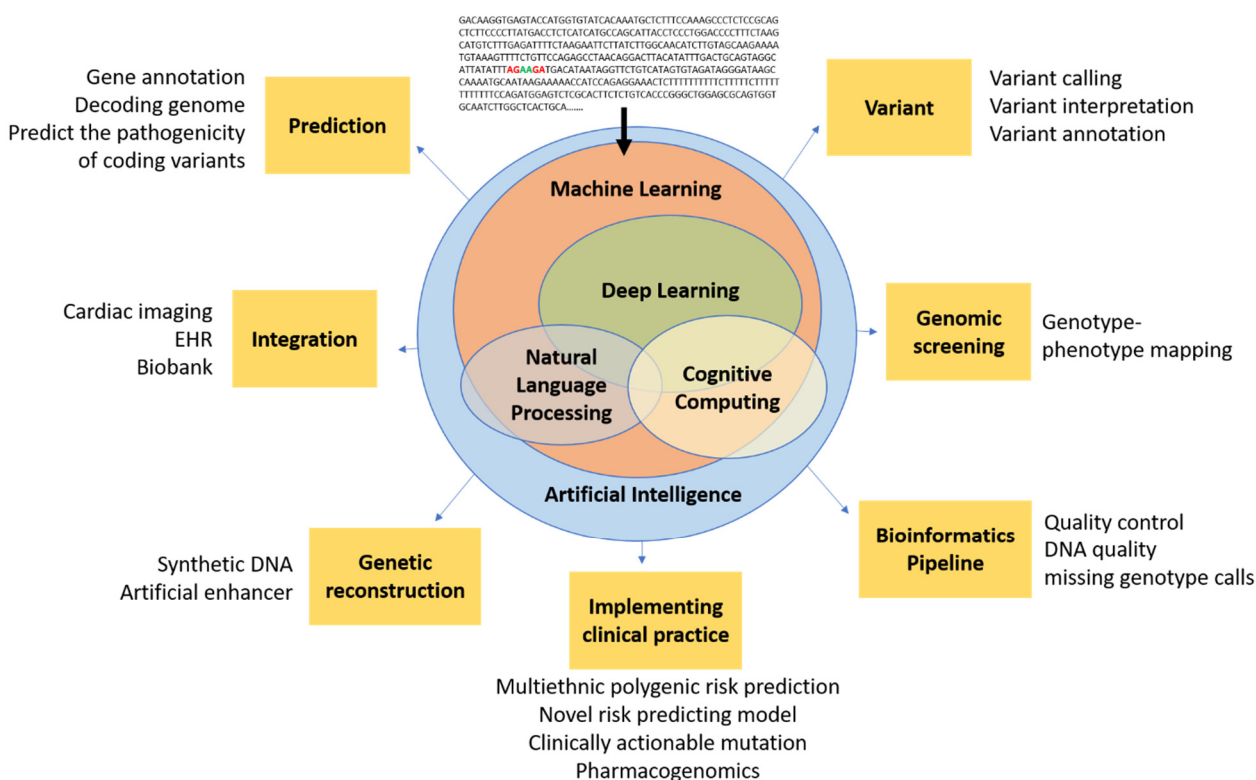 GACAAGGTGAGTACCATGGTGTATCACAAATGCTCTTTCCAAAGCCCTCTCCGCAG
CTCTTCCCCTTATGACCTCTCATCATGCCAGCATTACCTCCCTGGACCCCTTTCTAAG
CATGTCTTTGAGATTTTCTAAGAATTCTTATCTTGGCAACATCTTGTAGCAAGAAAA
TGTAAAGTTTTCTGTTCCAGAGCCTAACAGGACTTACATATTTGACTGCAGTAGGC
ATTATATTTAGAAGATGACATAATAGGTTCTGTCATAGTGTAGATAGGGATAAGC
CAAAATGCAATAAGAAAAACCATCCAGAGGAAACTCTTTTTTTTTTCTTTTTCTTTTT
TTTTTTTCCAGATGGAGTCTCGCACTTCTCTGTCACCCGGGCTGGAGCGCAGTGGT
GCAATCTTGGCTCACTGCA.......
Gene annotation
Decoding genome
Predict the pathogenicity
of coding variants
Prediction
Variant
Variant calling
Variant interpretation
Variant annotation
Machine Learning
Deep Learning
Cardiac imaging
EHR
Biobank
Integration
Natural
Language
Processing
Cognitive
Computing
Genomic
screening
Genotype-
phenotype mapping
Artificial Intelligence
Synthetic DNA
Artificial enhancer
Genetic
reconstruction
Bioinformatics
Pipeline
Quality control
DNA quality
missing genotype calls
Implementing
clinical practice
Multiethnic polygenic risk prediction
Novel risk predicting model
Clinically actionable mutation
Pharmacogenomics